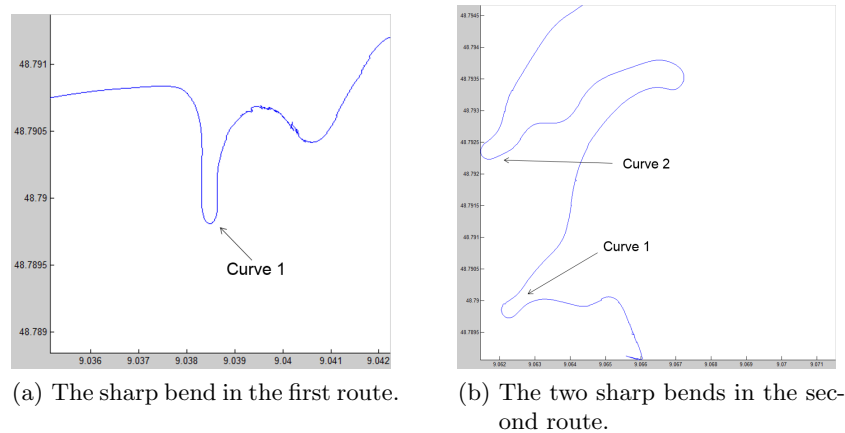 48.791
48.7905
48.79
48.7895
48.789
9.036 9.037 9.038 9.039 9.04 9.041 9.042
Curve 1
(a) The sharp bend in the first route.
48.7945
48.794
48.7935
48.793
48.7925
48.792
48.7915
48.791
48.7905
48.79
48.7895
9.062 9.063 9.064 9.065 9.066 9.067 9.068 9.069 9.07 9.071
Curve 2
Curve 1
(b) The two sharp bends in the sec-
ond route.